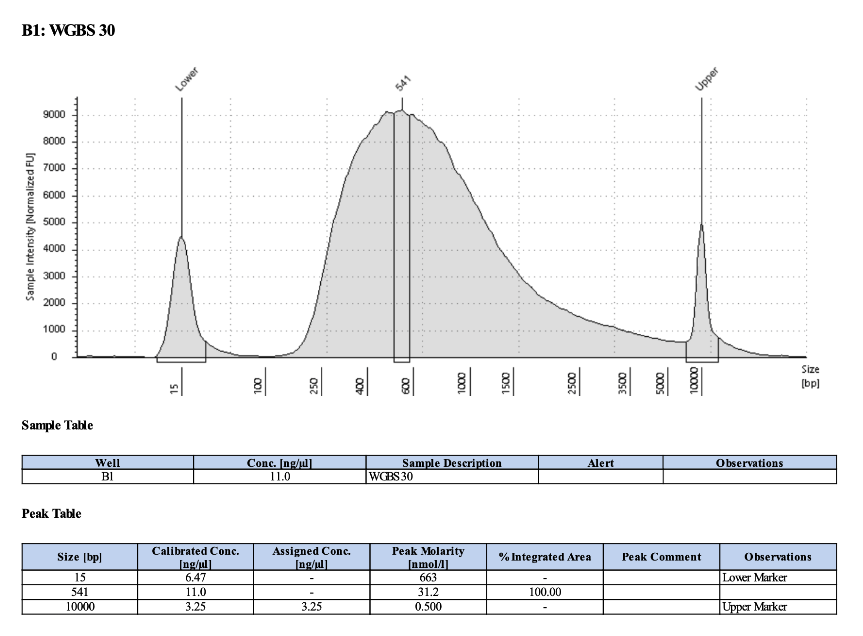 B1: WGBS 30
Lower
541
Upper
Sample Intensity [Normalized FU]
9000
8000
7000
6000
5000
4000
3000
2000
1000
0
15
100
250
400
600
1000
1500
2500
3500
5000
10000
Size
[bp]
Sample Table
Well Conc. [ng/µl] Sample Description Alert Observations
B1 11.0 WGBS30
Peak Table
Size [bp] Calibrated Conc. [ng/µl] Assigned Conc. [ng/µl] Peak Molarity [nmol/l] % Integrated Area Peak Comment Observations
15 6.47 - 663 - Lower Marker
541 11.0 - 31.2 100.00
10000 3.25 3.25 0.500 - Upper Marker